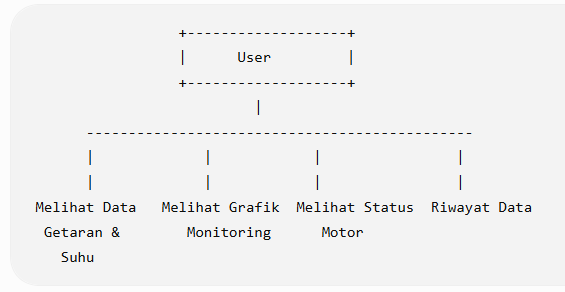 User
Melihat Data Melihat Grafik Melihat Status Riwayat Data
Getaran & Monitoring Motor
Suhu